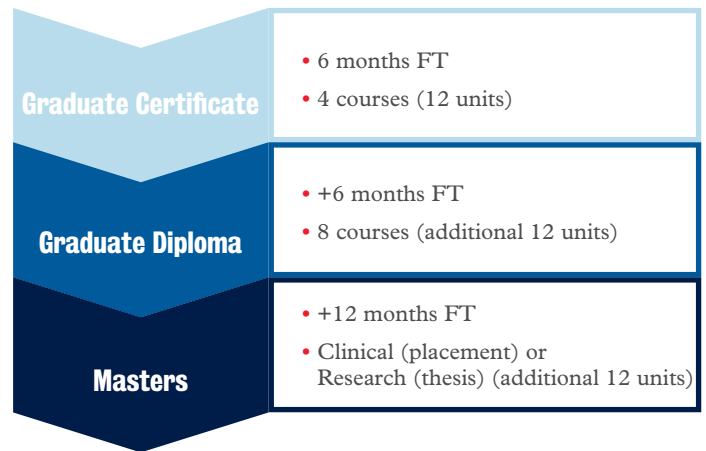 Graduate Certificate
• 6 months FT
• 4 courses (12 units)
Graduate Diploma
• +6 months FT
• 8 courses (additional 12 units)
Masters
• +12 months FT
• Clinical (placement) or
Research (thesis) (additional 12 units)